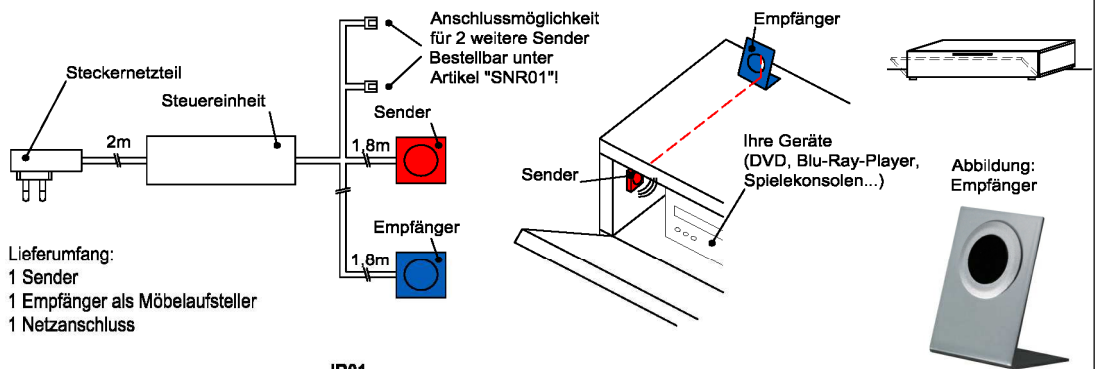 Anschlussmöglichkeit
für 2 weitere Sender
Bestellbar unter
Artikel "SNR01"!
Steckernetzteil
Steuereinheit
2m
Sender
1,8m
Empfänger
1,8m
Lieferumfang:
1 Sender
1 Empfänger als Möbelaufsteller
1 Netzanschluss
Empfänger
Sender
Ihre Geräte
(DVD, Blu-Ray-Player,
Spielekonsolen...)
Abbildung:
Empfänger